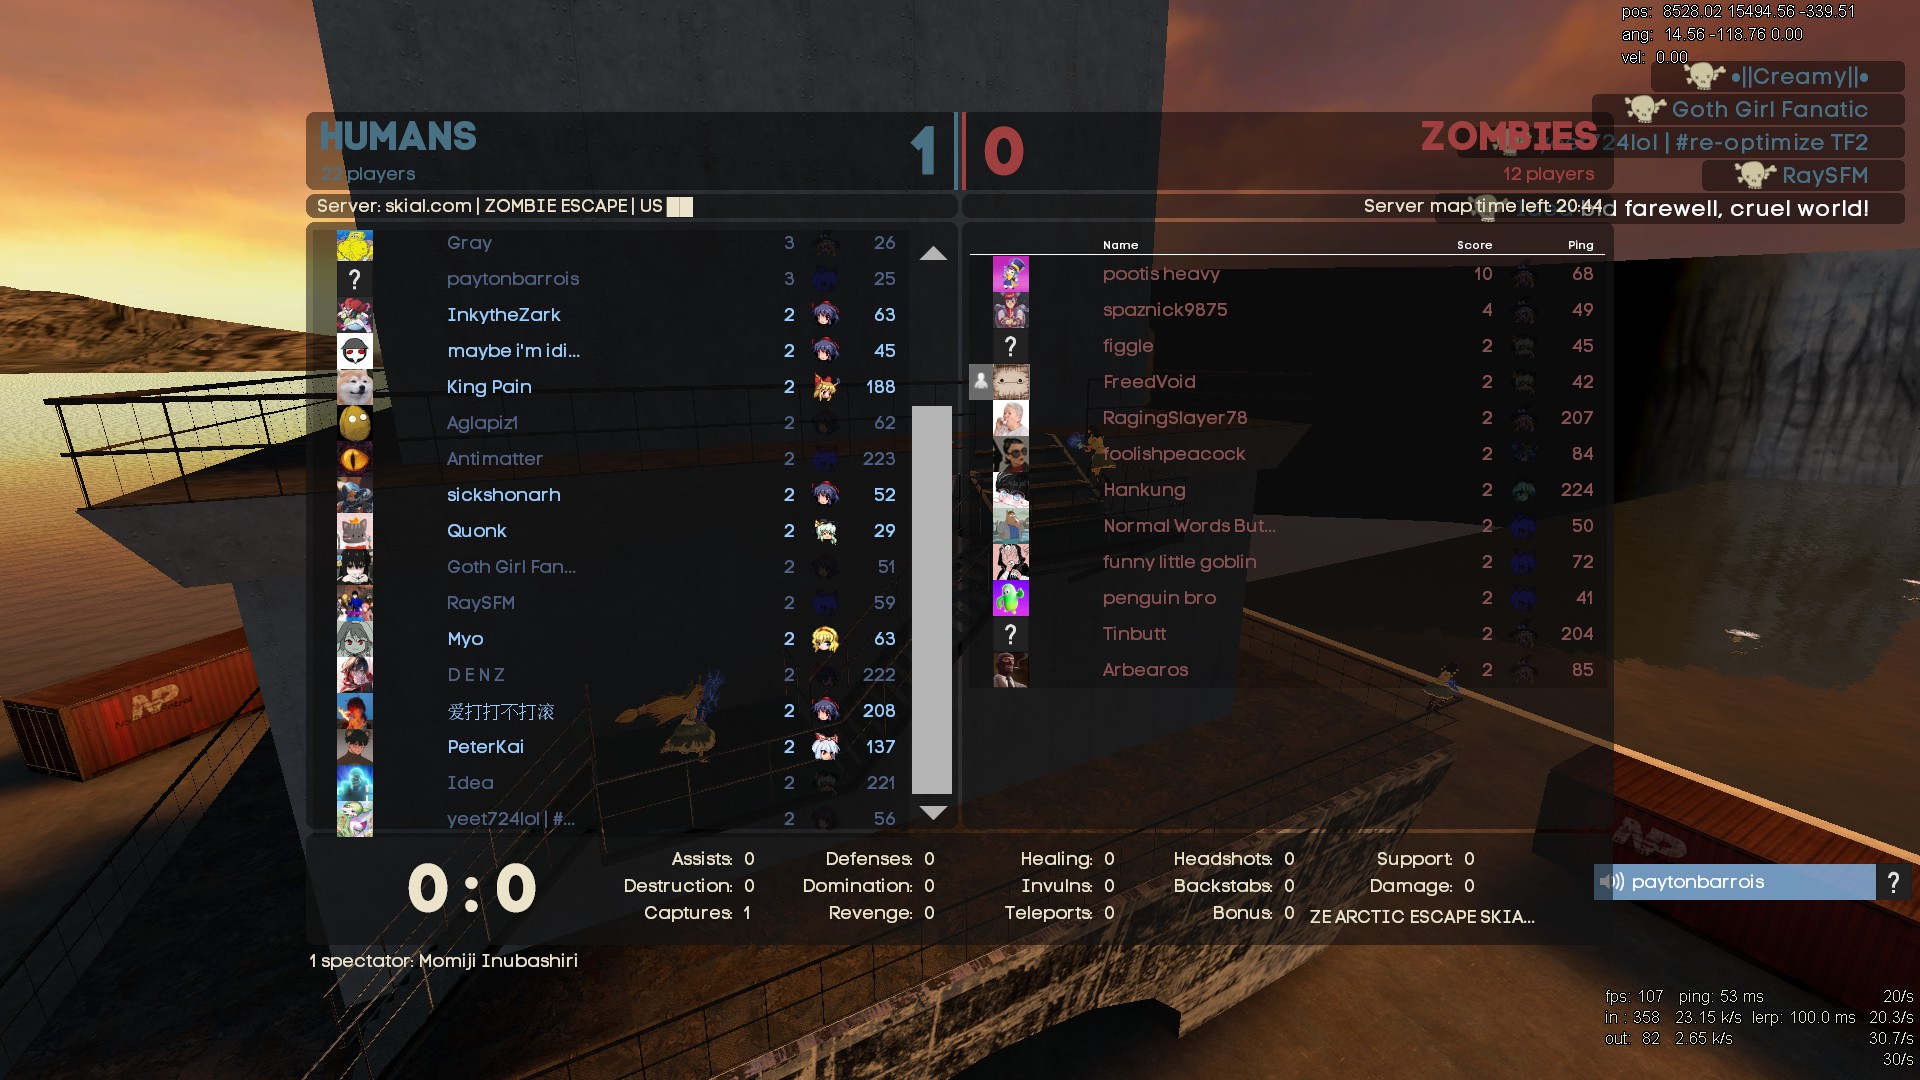 pos: 8528.02 15494.56 -339.51
ang: 14.56 -118.76 0.00
vel: 0.00
•||Creamy||•
Goth Girl Fanatic
724lol | #re-optimize TF2
RaySFM
Idea bid farewell, cruel world!
HUMANS
22 players
1
0
ZOMBIES
12 players
Server: skial.com | ZOMBIE ESCAPE | US
Server map time left: 20:44
Gray 3 26
paytonbarrois 3 25
InkytheZark 2 63
maybe i'm idi... 2 45
King Pain 2 188
Aglapiz1 2 62
Antimatter 2 223
sickshonarh 2 52
Quonk 2 29
Goth Girl Fan... 2 51
RaySFM 2 59
Myo 2 63
D E N Z 2 222
爱打打不打滚 2 208
PeterKai 2 137
Idea 2 221
yeet724lol | #... 2 56
Name Score Ping
pootis heavy 10 68
spaznick9875 4 49
? figgle 2 45
FreedVoid 2 42
RagingSlayer78 2 207
foolishpeacock 2 84
Hankung 2 224
Normal Words But... 2 50
funny little goblin 2 72
penguin bro 2 41
? Tinbutt 2 204
Arbearos 2 85
0 : 0
Assists: 0 Defenses: 0 Healing: 0 Headshots: 0 Support: 0
Destruction: 0 Domination: 0 Invulns: 0 Backstabs: 0 Damage: 0
Captures: 1 Revenge: 0 Teleports: 0 Bonus: 0
ZE ARCTIC ESCAPE SKIA...
1 spectator: Momiji Inubashiri
paytonbarrois ?
fps: 107 ping: 53 ms 20/s
in : 358 23.15 k/s lerp: 100.0 ms 20.3/s
out: 82 2.65 k/s 30.7/s
30/s